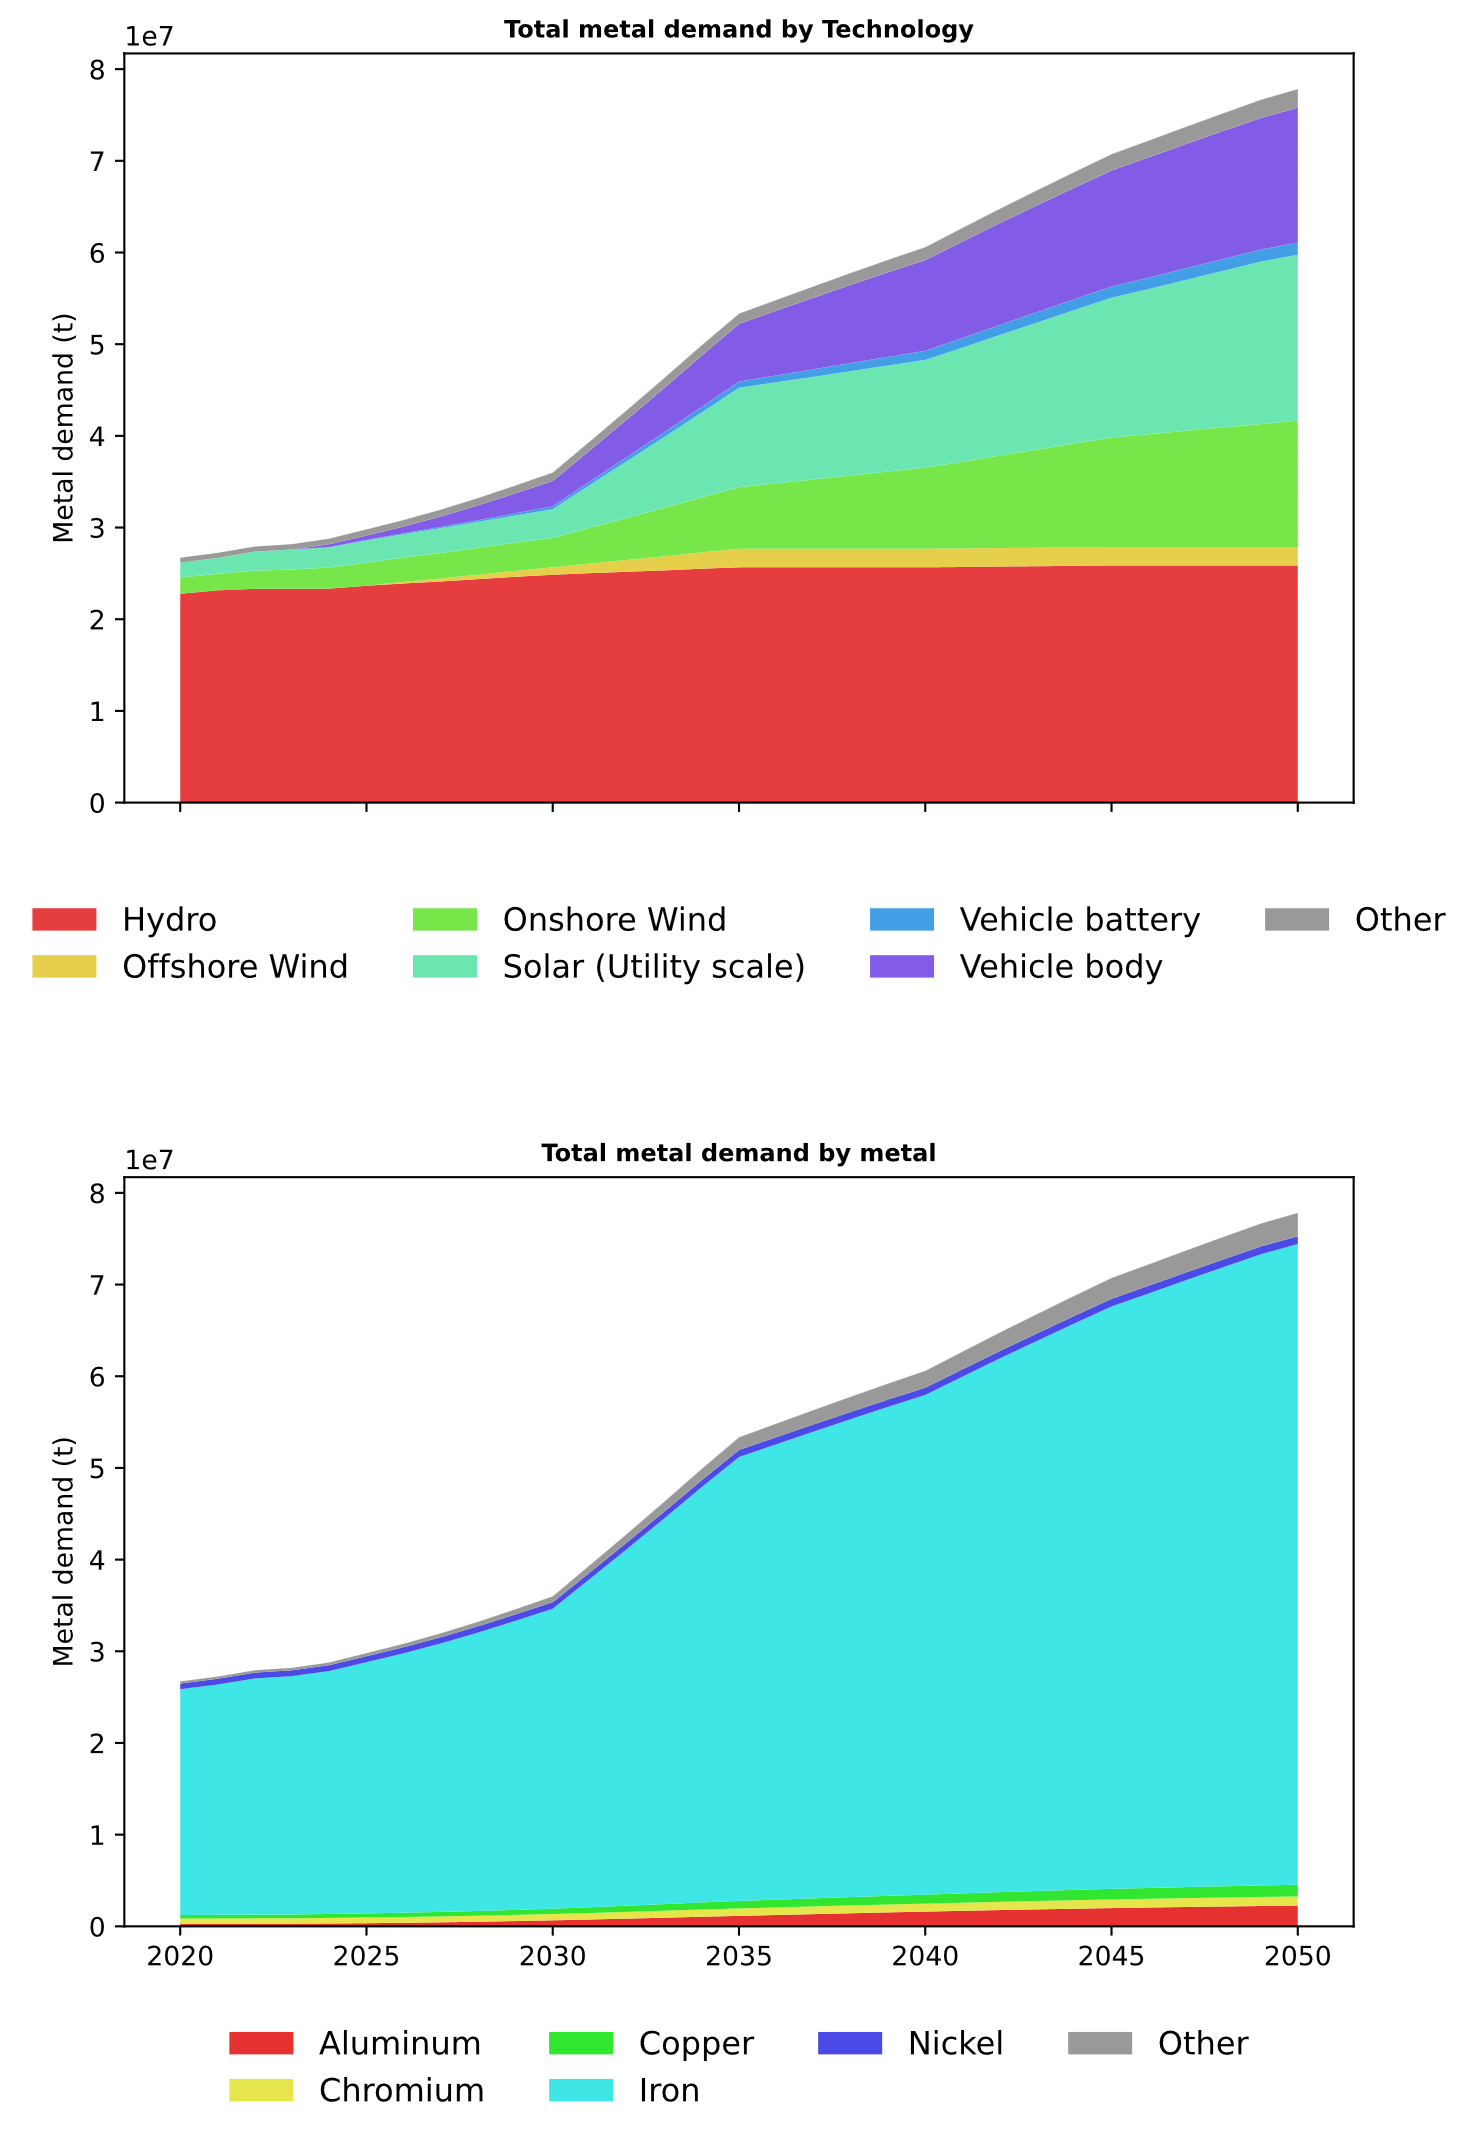 Total metal demand by Technology
1e7
8
7
6
5
4
3
2
1
0
Metal demand (t)
Hydro Onshore Wind Vehicle battery Other
Offshore Wind Solar (Utility scale) Vehicle body
Total metal demand by metal
1e7
8
7
6
5
4
3
2
1
0
Metal demand (t)
2020 2025 2030 2035 2040 2045 2050
Aluminum Copper Nickel Other
Chromium Iron